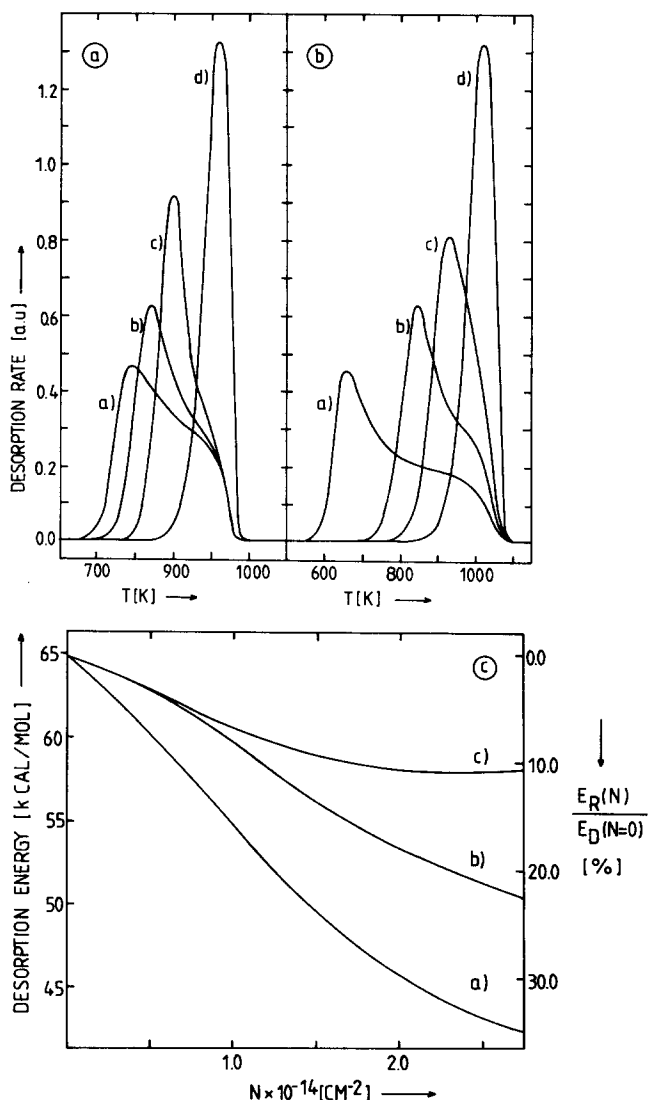 a
b
1.2
1.0
0.8
0.6
0.4
0.2
0.0
DESORPTION RATE [a.u]
a)
b)
c)
d)
a)
b)
c)
d)
700 900 1000
T[K]
600 800 1000
T[K]
c
65
60
55
50
45
DESORPTION ENERGY [k CAL/MOL]
0.0
10.0
20.0
30.0
E_R(N)
E_D(N=0)
[%]
c)
b)
a)
1.0 2.0
N×10⁻¹⁴[CM⁻²]